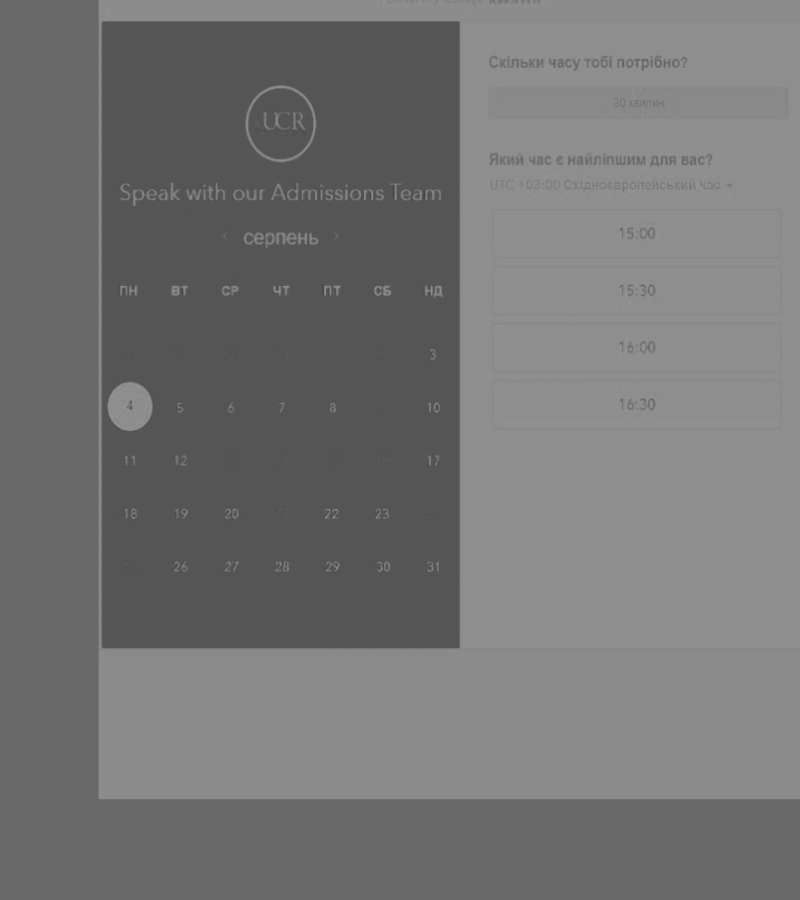 University College
UCR
Speak with our Admissions Team
‹ серпень ›
ПН ВТ СР ЧТ ПТ СБ НД
3
4 5 6 7 8 10
11 12 17
18 19 20 22 23
26 27 28 29 30 31
Скільки часу тобі потрібно?
30 хвилин
Який час є найліпшим для вас?
UTC +03:00 Східноєвропейський час
15:00
15:30
16:00
16:30